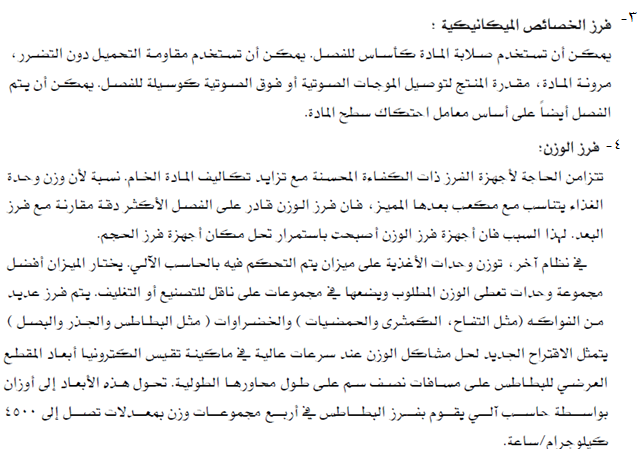 ٣- فرز الخصائص الميكانيكية :
يمكن أن تستخدم صلابة المادة كأساس للفصل. يمكن أن تستخدم مقاومة التحميل دون التضرر،
مرونة المادة، مقدرة المنتج لتوصيل الموجات الصوتية أو فوق الصوتية كوسيلة للفصل. يمكن أن يتم
الفصل أيضاً على أساس معامل احتكاك سطح المادة.
٤- فرز الوزن:
تتزامن الحاجة لأجهزة الفرز ذات الكفاءة المحسنة مع تزايد تكاليف المادة الخام. نسبة لأن وزن وحدة
الغذاء يتناسب مع مكعب بعدها المميز، فان فرز الوزن قادر على الفصل الأكثر دقة مقارنة مع فرز
البعد. لهذا السبب فان أجهزة فرز الوزن أصبحت باستمرار تحل مكان أجهزة فرز الحجم.
في نظام آخر، توزن وحدات الأغذية على ميزان يتم التحكم فيه بالحاسب الآلي. يختار الميزان أفضل
مجموعة وحدات تعطى الوزن المطلوب ويضعها في مجموعات على ناقل للتصنيع أو التغليف. يتم فرز عديد
من الفواكه (مثل التفاح، الكمثرى والحمضيات ) والخضراوات ( مثل البطاطس والجذر والبصل )
يتمثل الاقتراح الجديد لحل مشاكل الوزن عند سرعات عالية في ماكينة تقيس الكترونيا أبعاد المقطع
العرضي للبطاطس على مسافات نصف سم على طول محاورها الطولية. تحول هذه الأبعاد إلى أوزان
بواسطة حاسب آلي يقوم بفرز البطاطس في أربع مجموعات وزن بمعدلات تصل إلى ٤٥٠٠
كيلوجرام/ساعة.